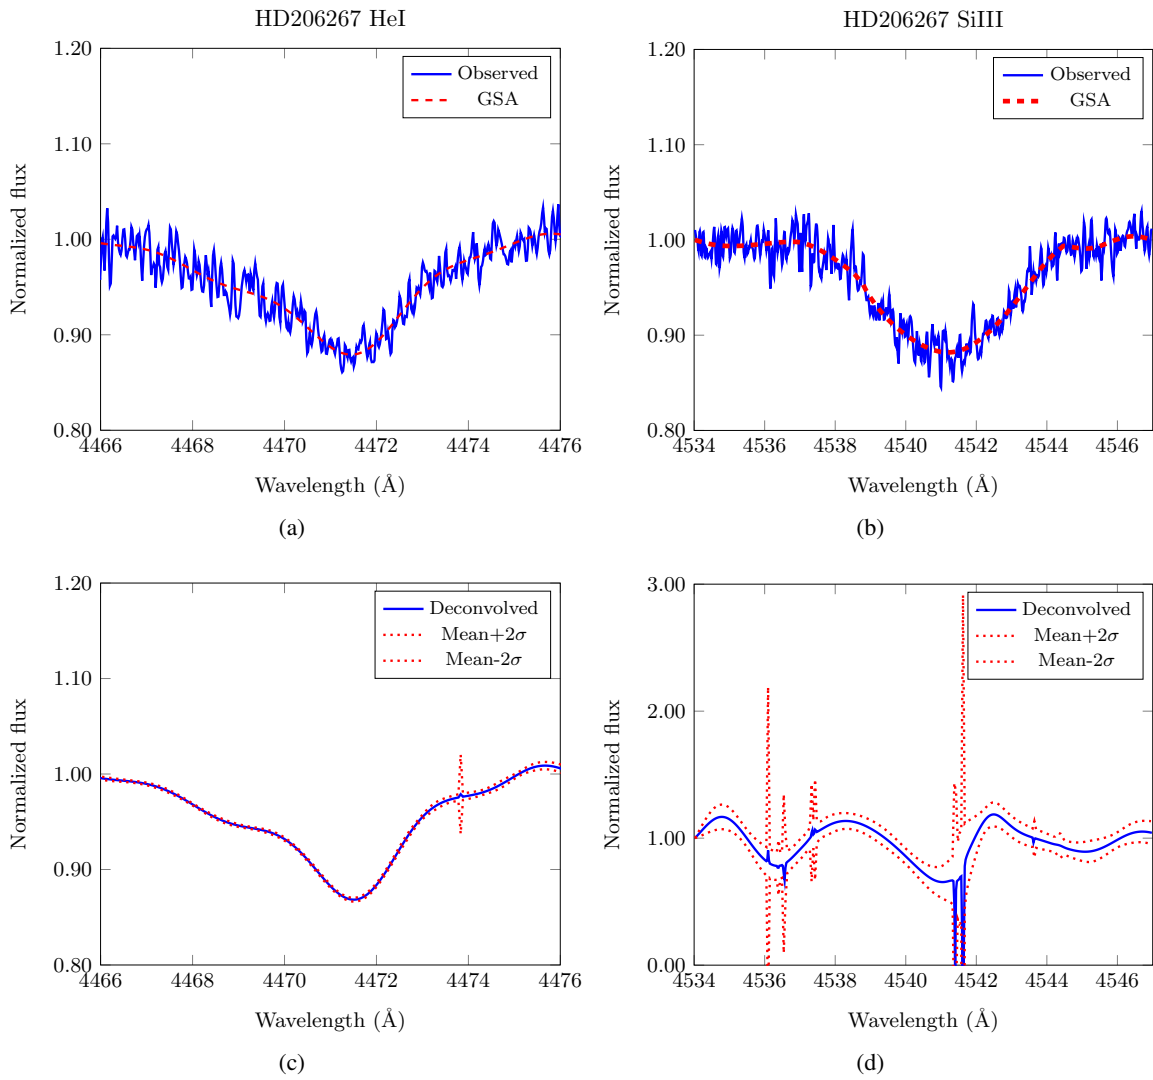 HD206267 HeI
1.20
1.10
1.00
0.90
0.80
4466
4468
4470
4472
4474
4476
Normalized flux
Wavelength (Å)
Observed
GSA
(a)
HD206267 SiIII
1.20
1.10
1.00
0.90
0.80
4534
4536
4538
4540
4542
4544
4546
Normalized flux
Wavelength (Å)
Observed
GSA
(b)
1.20
1.10
1.00
0.90
0.80
4466
4468
4470
4472
4474
4476
Normalized flux
Wavelength (Å)
Deconvolved
Mean+2σ
Mean-2σ
(c)
3.00
2.00
1.00
0.00
4534
4536
4538
4540
4542
4544
4546
Normalized flux
Wavelength (Å)
Deconvolved
Mean+2σ
Mean-2σ
(d)